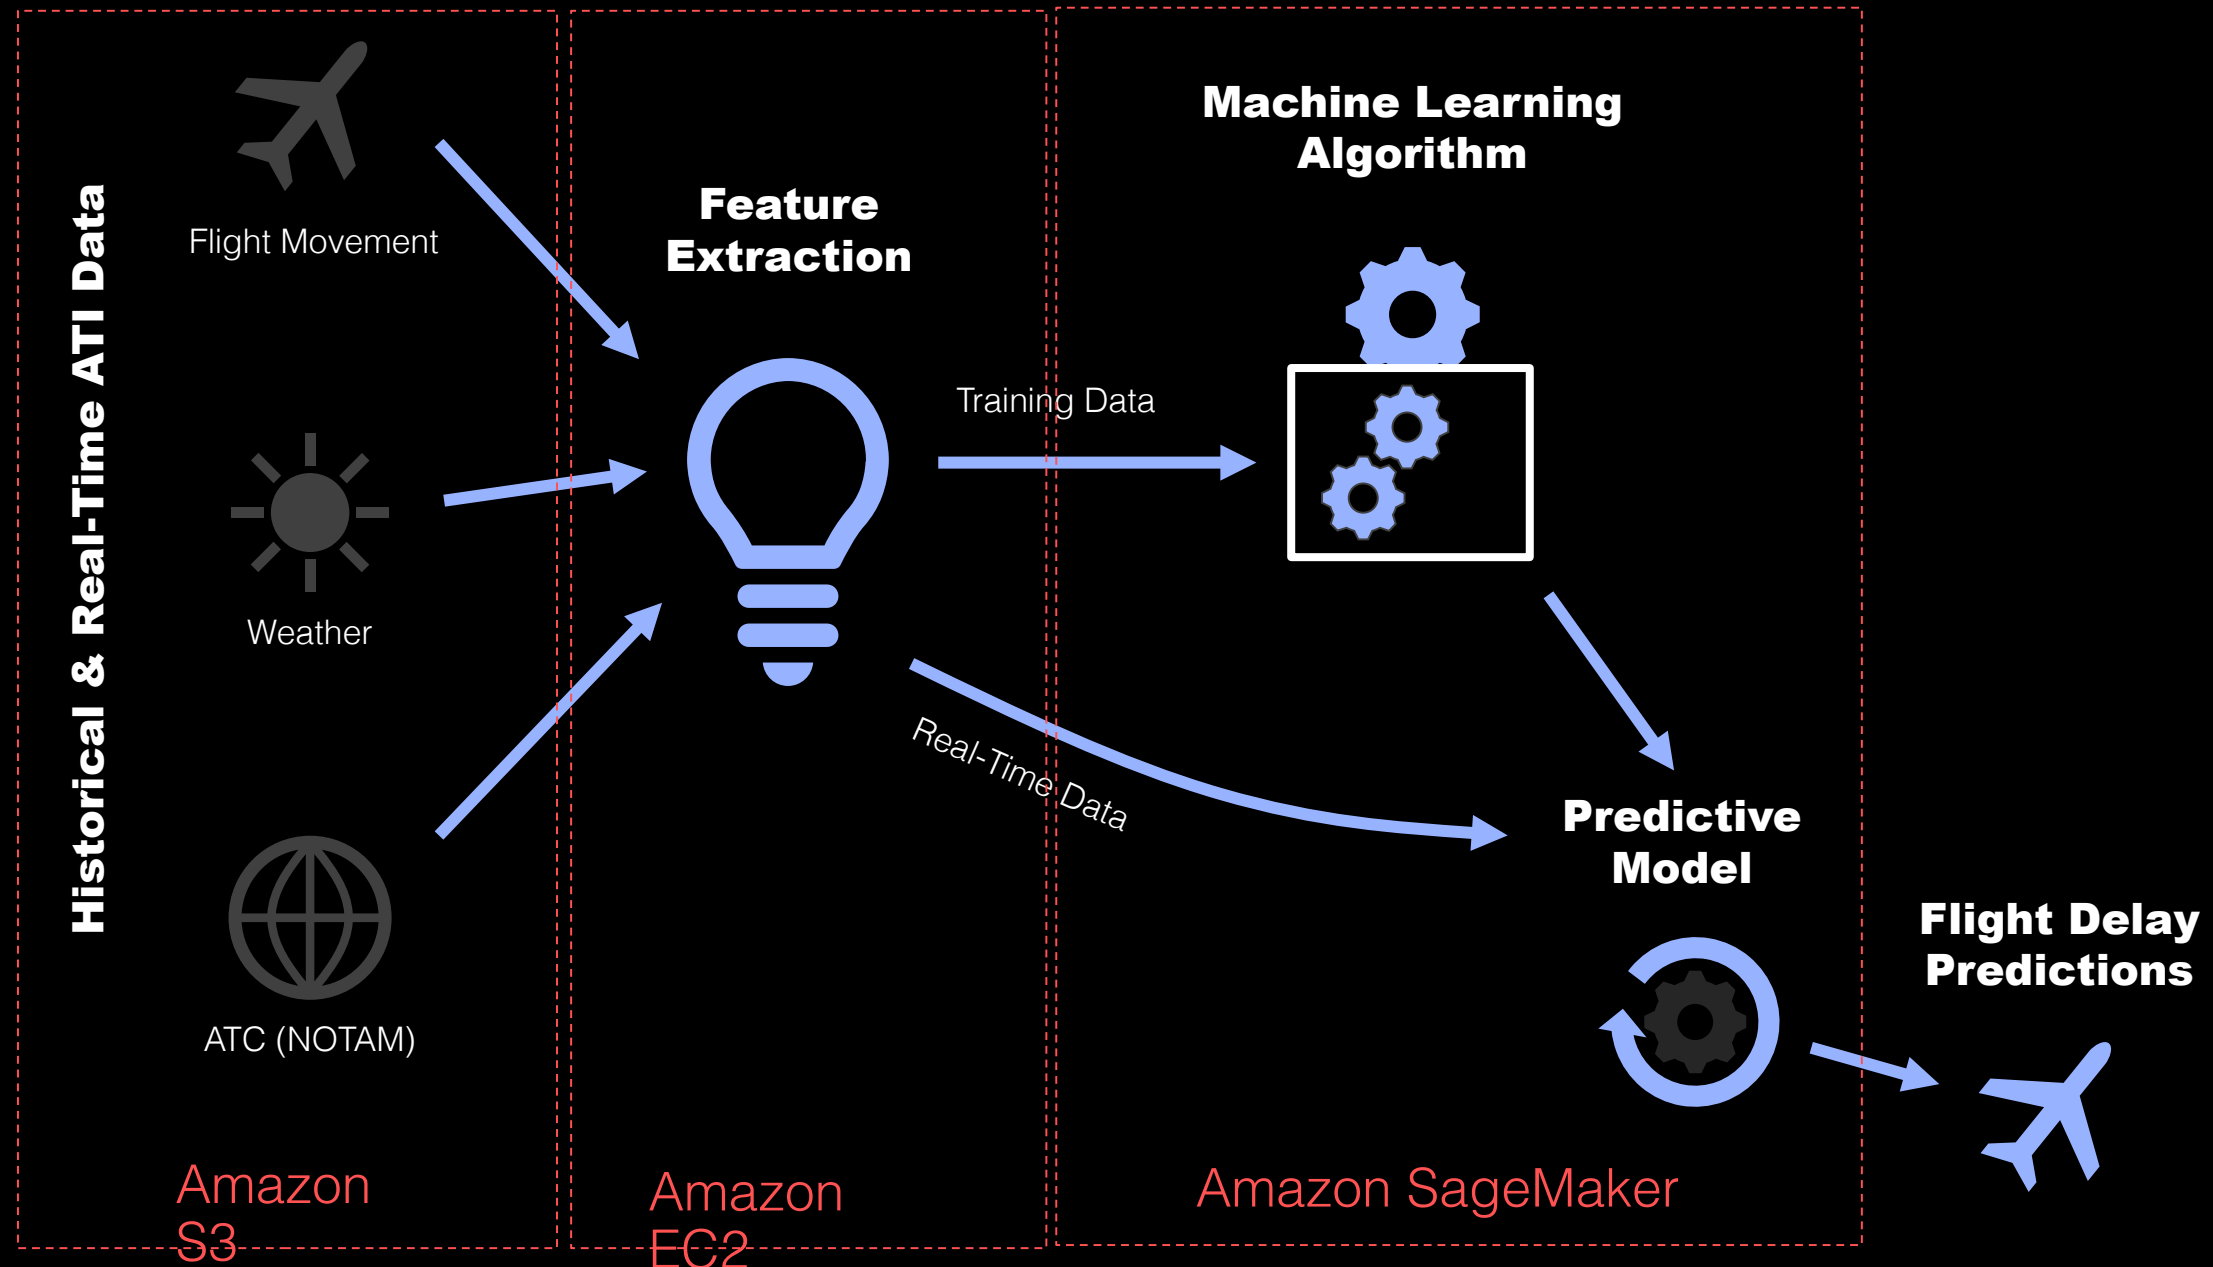 Historical & Real-Time ATI Data
Flight Movement
Weather
ATC (NOTAM)
Amazon
S3
Feature
Extraction
Training Data
Real-Time Data
Amazon
EC2
Machine Learning
Algorithm
Predictive
Model
Amazon SageMaker
Flight Delay
Predictions